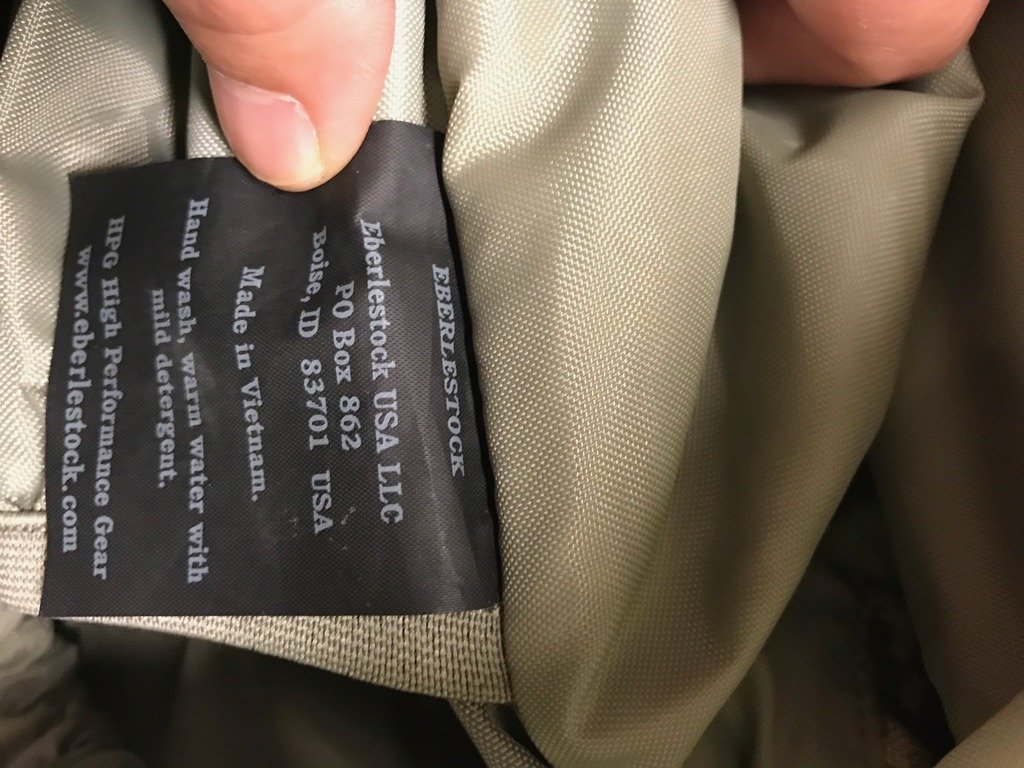 EBERLESTOCK
Eberlestock USA LLC
PO Box 862
Boise, ID 83701 USA
Made in Vietnam.
Hand wash, warm water with
mild detergent.
HPG High Performance Gear
www.eberlestock.com